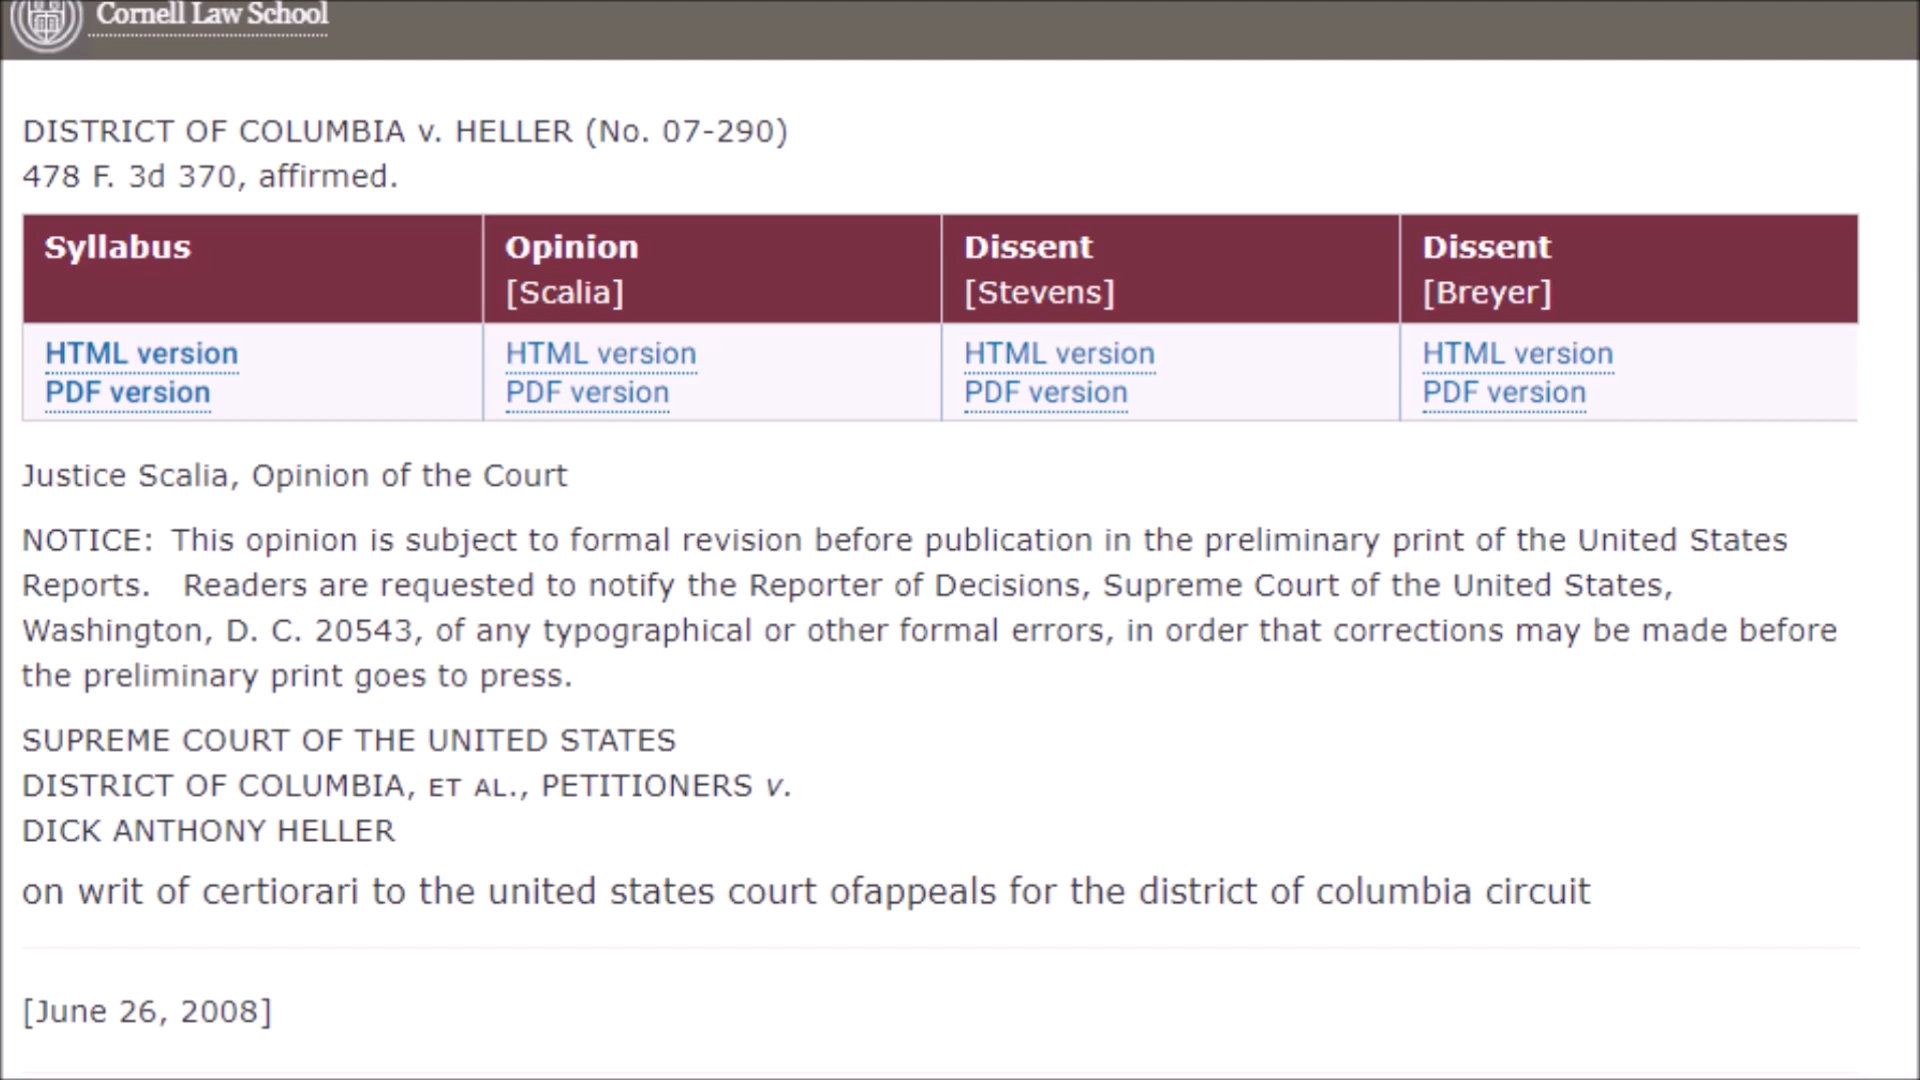 Cornell Law School
DISTRICT OF COLUMBIA v. HELLER (No. 07-290)
478 F. 3d 370, affirmed.
Syllabus
Opinion
[Scalia]
Dissent
[Stevens]
Dissent
[Breyer]
HTML version
PDF version
HTML version
PDF version
HTML version
PDF version
HTML version
PDF version
Justice Scalia, Opinion of the Court
NOTICE: This opinion is subject to formal revision before publication in the preliminary print of the United States
Reports. Readers are requested to notify the Reporter of Decisions, Supreme Court of the United States,
Washington, D. C. 20543, of any typographical or other formal errors, in order that corrections may be made before
the preliminary print goes to press.
SUPREME COURT OF THE UNITED STATES
DISTRICT OF COLUMBIA, ET AL., PETITIONERS v.
DICK ANTHONY HELLER
on writ of certiorari to the united states court ofappeals for the district of columbia circuit
[June 26, 2008]